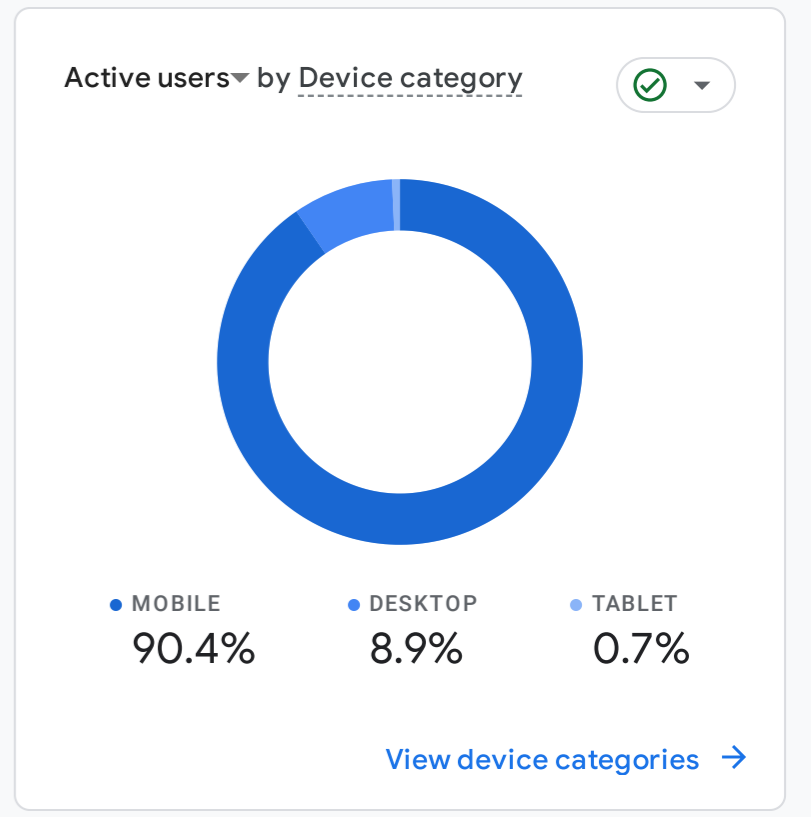 Active users by Device category
MOBILE DESKTOP TABLET
90.4% 8.9% 0.7%
View device categories